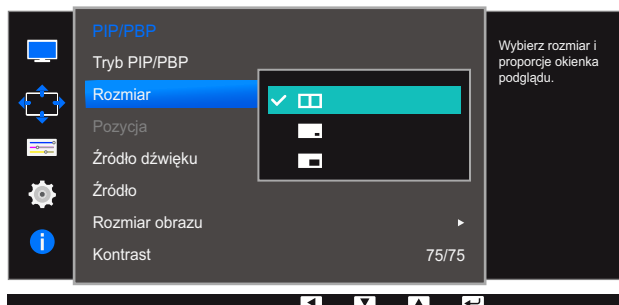 PIP/PBP
Tryb PIP/PBP
Rozmiar
Pozycja
Źródło dźwięku
Źródło
Rozmiar obrazu
Kontrast 75/75
Wybierz rozmiar i
proporcje okienka
podglądu.